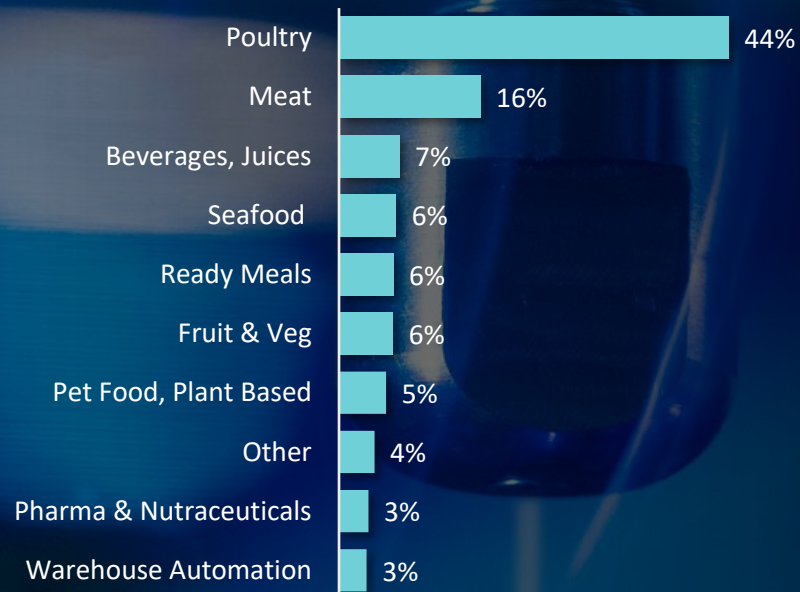 Poultry 44%
Meat 16%
Beverages, Juices 7%
Seafood 6%
Ready Meals 6%
Fruit & Veg 6%
Pet Food, Plant Based 5%
Other 4%
Pharma & Nutraceuticals 3%
Warehouse Automation 3%